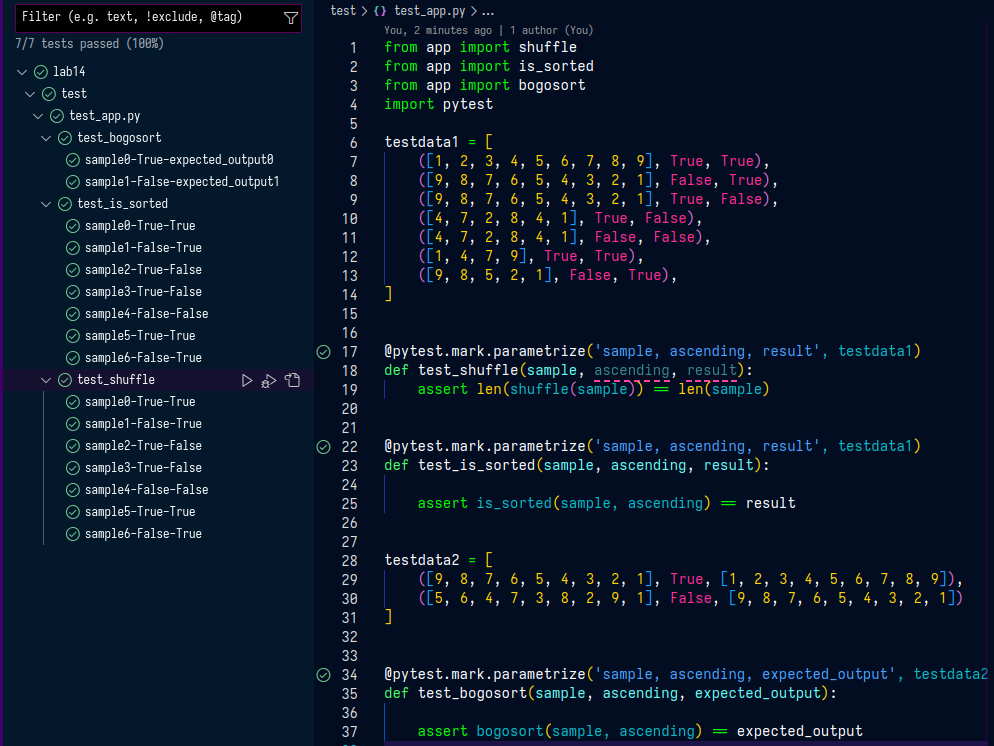 Filter (e.g. text, !exclude, @tag)
7/7 tests passed (100%)
lab14
test
test_app.py
test_bogosort
sample0-True-expected_output0
sample1-False-expected_output1
test_is_sorted
sample0-True-True
sample1-False-True
sample2-True-False
sample3-True-False
sample4-False-False
sample5-True-True
sample6-False-True
test_shuffle
sample0-True-True
sample1-False-True
sample2-True-False
sample3-True-False
sample4-False-False
sample5-True-True
sample6-False-True
test > {} test_app.py > ...
You, 2 minutes ago | 1 author (You)
1 from app import shuffle
2 from app import is_sorted
3 from app import bogosort
4 import pytest
5
6 testdata1 = [
7     ([1, 2, 3, 4, 5, 6, 7, 8, 9], True, True),
8     ([9, 8, 7, 6, 5, 4, 3, 2, 1], False, True),
9     ([9, 8, 7, 6, 5, 4, 3, 2, 1], True, False),
10     ([4, 7, 2, 8, 4, 1], True, False),
11     ([4, 7, 2, 8, 4, 1], False, False),
12     ([1, 4, 7, 9], True, True),
13     ([9, 8, 5, 2, 1], False, True),
14 ]
15
16
17 @pytest.mark.parametrize('sample, ascending, result', testdata1)
18 def test_shuffle(sample, ascending, result):
19     assert len(shuffle(sample)) == len(sample)
20
21
22 @pytest.mark.parametrize('sample, ascending, result', testdata1)
23 def test_is_sorted(sample, ascending, result):
24
25     assert is_sorted(sample, ascending) == result
26
27
28 testdata2 = [
29     ([9, 8, 7, 6, 5, 4, 3, 2, 1], True, [1, 2, 3, 4, 5, 6, 7, 8, 9]),
30     ([5, 6, 4, 7, 3, 8, 2, 9, 1], False, [9, 8, 7, 6, 5, 4, 3, 2, 1])
31 ]
32
33
34 @pytest.mark.parametrize('sample, ascending, expected_output', testdata2
35 def test_bogosort(sample, ascending, expected_output):
36
37     assert bogosort(sample, ascending) == expected_output